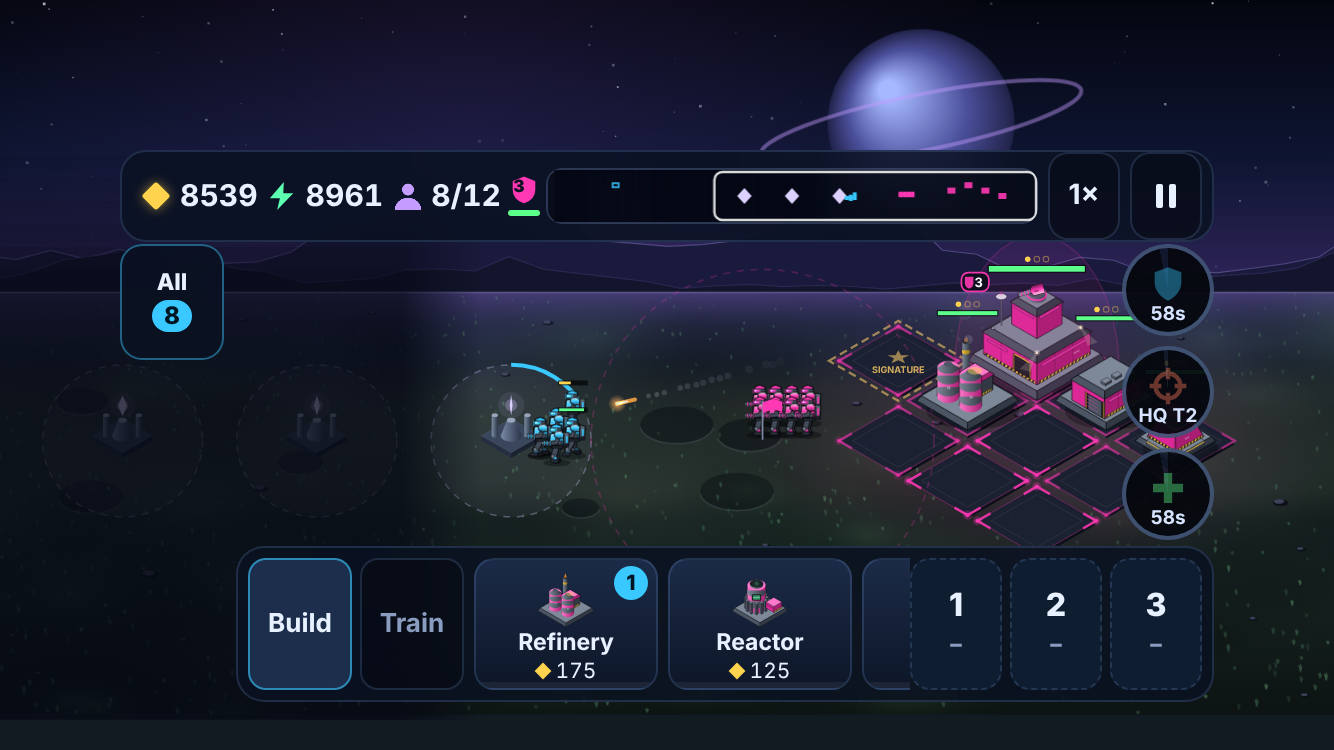 8539 8961 8/12 3 1×
All
8
3
58s
SIGNATURE
HQ T2
58s
Build
Train
1
Refinery
175
Reactor
125
1
–
2
–
3
–